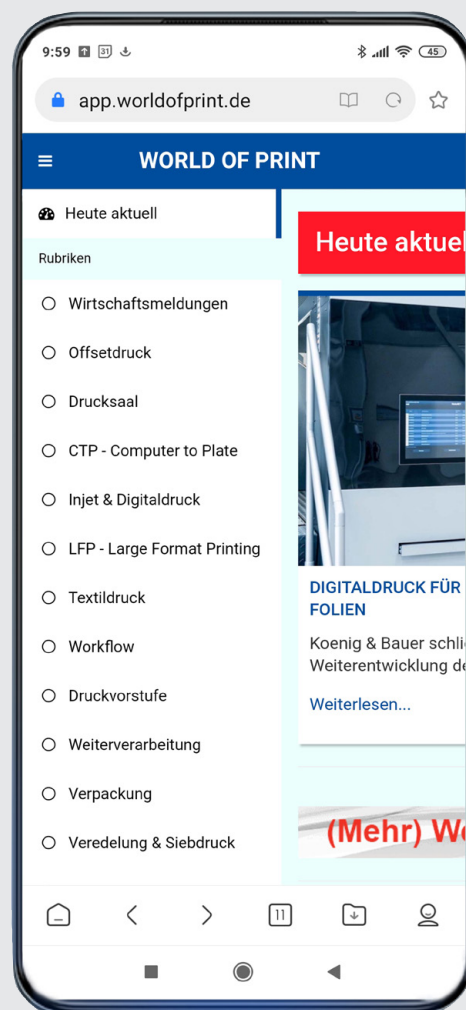 9:59 31 45
app.worldofprint.de
WORLD OF PRINT
Heute aktuell
Rubriken
Wirtschaftsmeldungen
Offsetdruck
Drucksaal
CTP - Computer to Plate
Injet & Digitaldruck
LFP - Large Format Printing
Textildruck
Workflow
Druckvorstufe
Weiterverarbeitung
Verpackung
Veredelung & Siebdruck
Heute aktuel
DIGITALDRUCK FÜR
FOLIEN
Koenig & Bauer schli
Weiterentwicklung de
Weiterlesen...
(Mehr) We
11